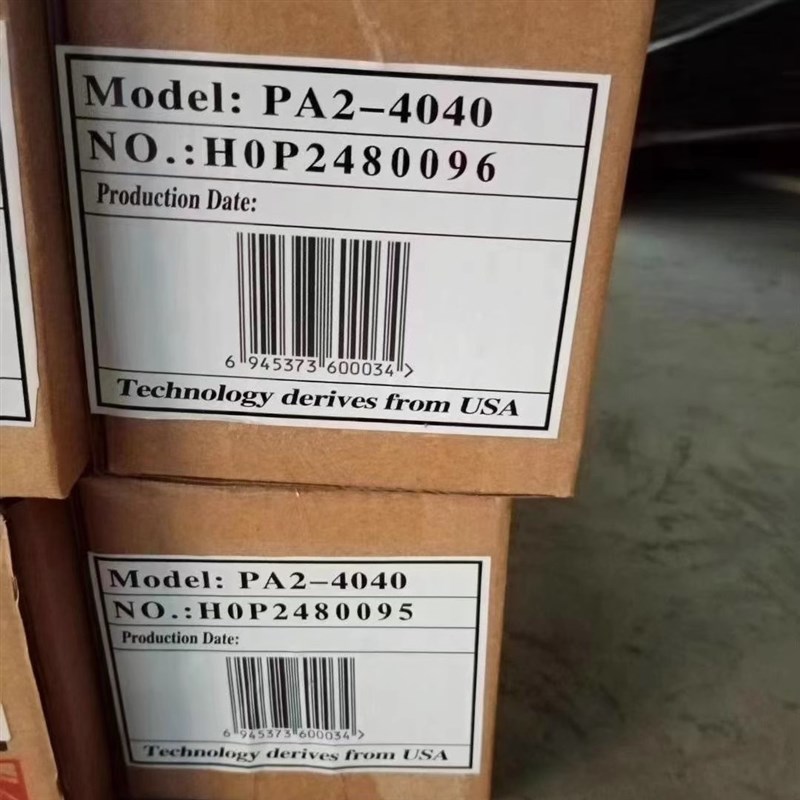 Model: PA2-4040
NO.:H0P2480096
Production Date:
6 945373 600034 >
Technology derives from USA
Model: PA2-4040
NO.:H0P2480095
Production Date:
6 945373 600034 >
Technology derives from USA